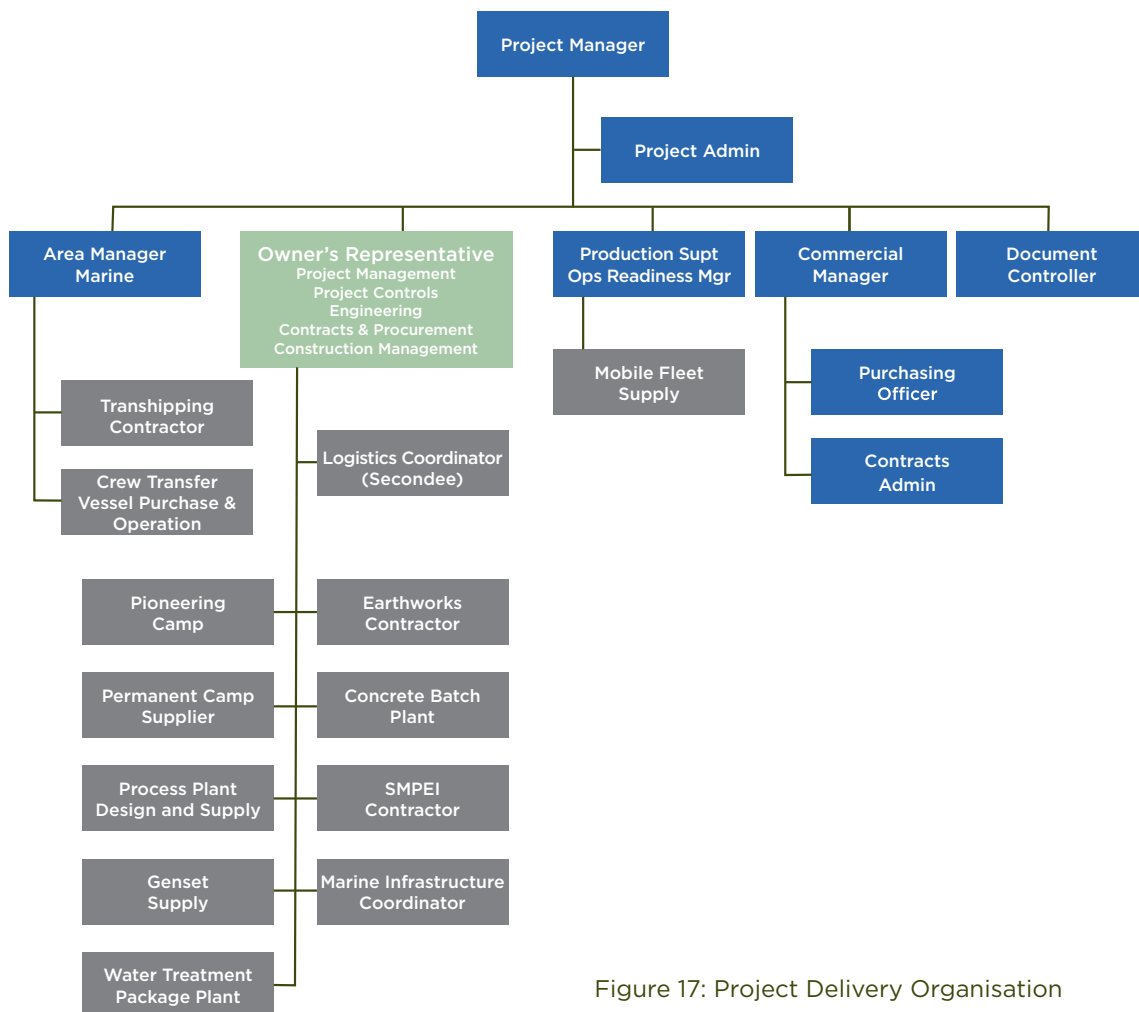 Project Manager
Project Admin
Area Manager
Marine
Owner's Representative
Project Management
Project Controls
Engineering
Contracts & Procurement
Construction Management
Production Supt
Ops Readiness Mgr
Commercial
Manager
Document
Controller
Transhipping
Contractor
Crew Transfer
Vessel Purchase &
Operation
Logistics Coordinator
(Secondee)
Mobile Fleet
Supply
Purchasing
Officer
Contracts
Admin
Pioneering
Camp
Earthworks
Contractor
Permanent Camp
Supplier
Concrete Batch
Plant
Process Plant
Design and Supply
SMPEI
Contractor
Genset
Supply
Marine Infrastructure
Coordinator
Water Treatment
Package Plant
Figure 17: Project Delivery Organisation